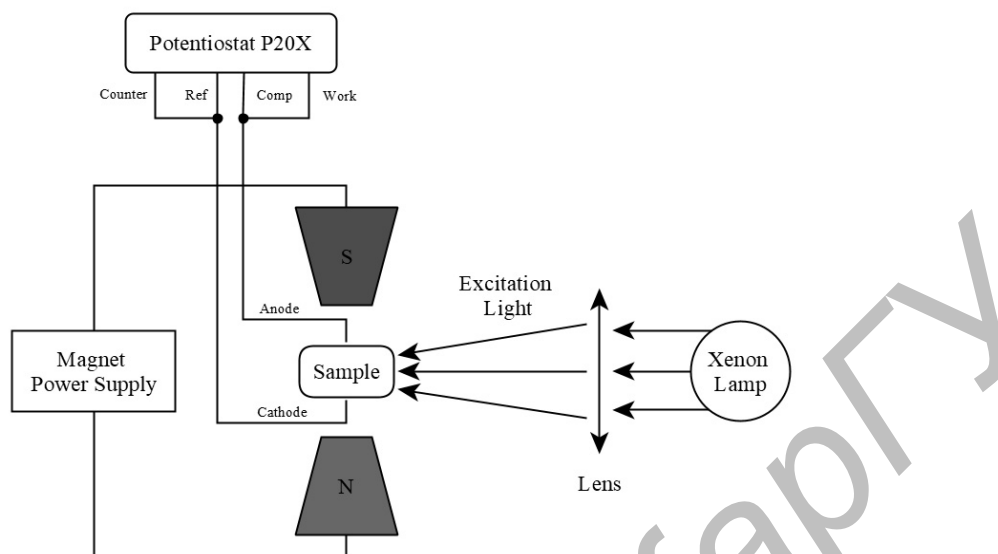 Potentiostat P20X
Counter Ref Comp Work
S
Excitation
Light
Anode
Magnet
Power Supply
Sample
Xenon
Lamp
Cathode
N
Lens